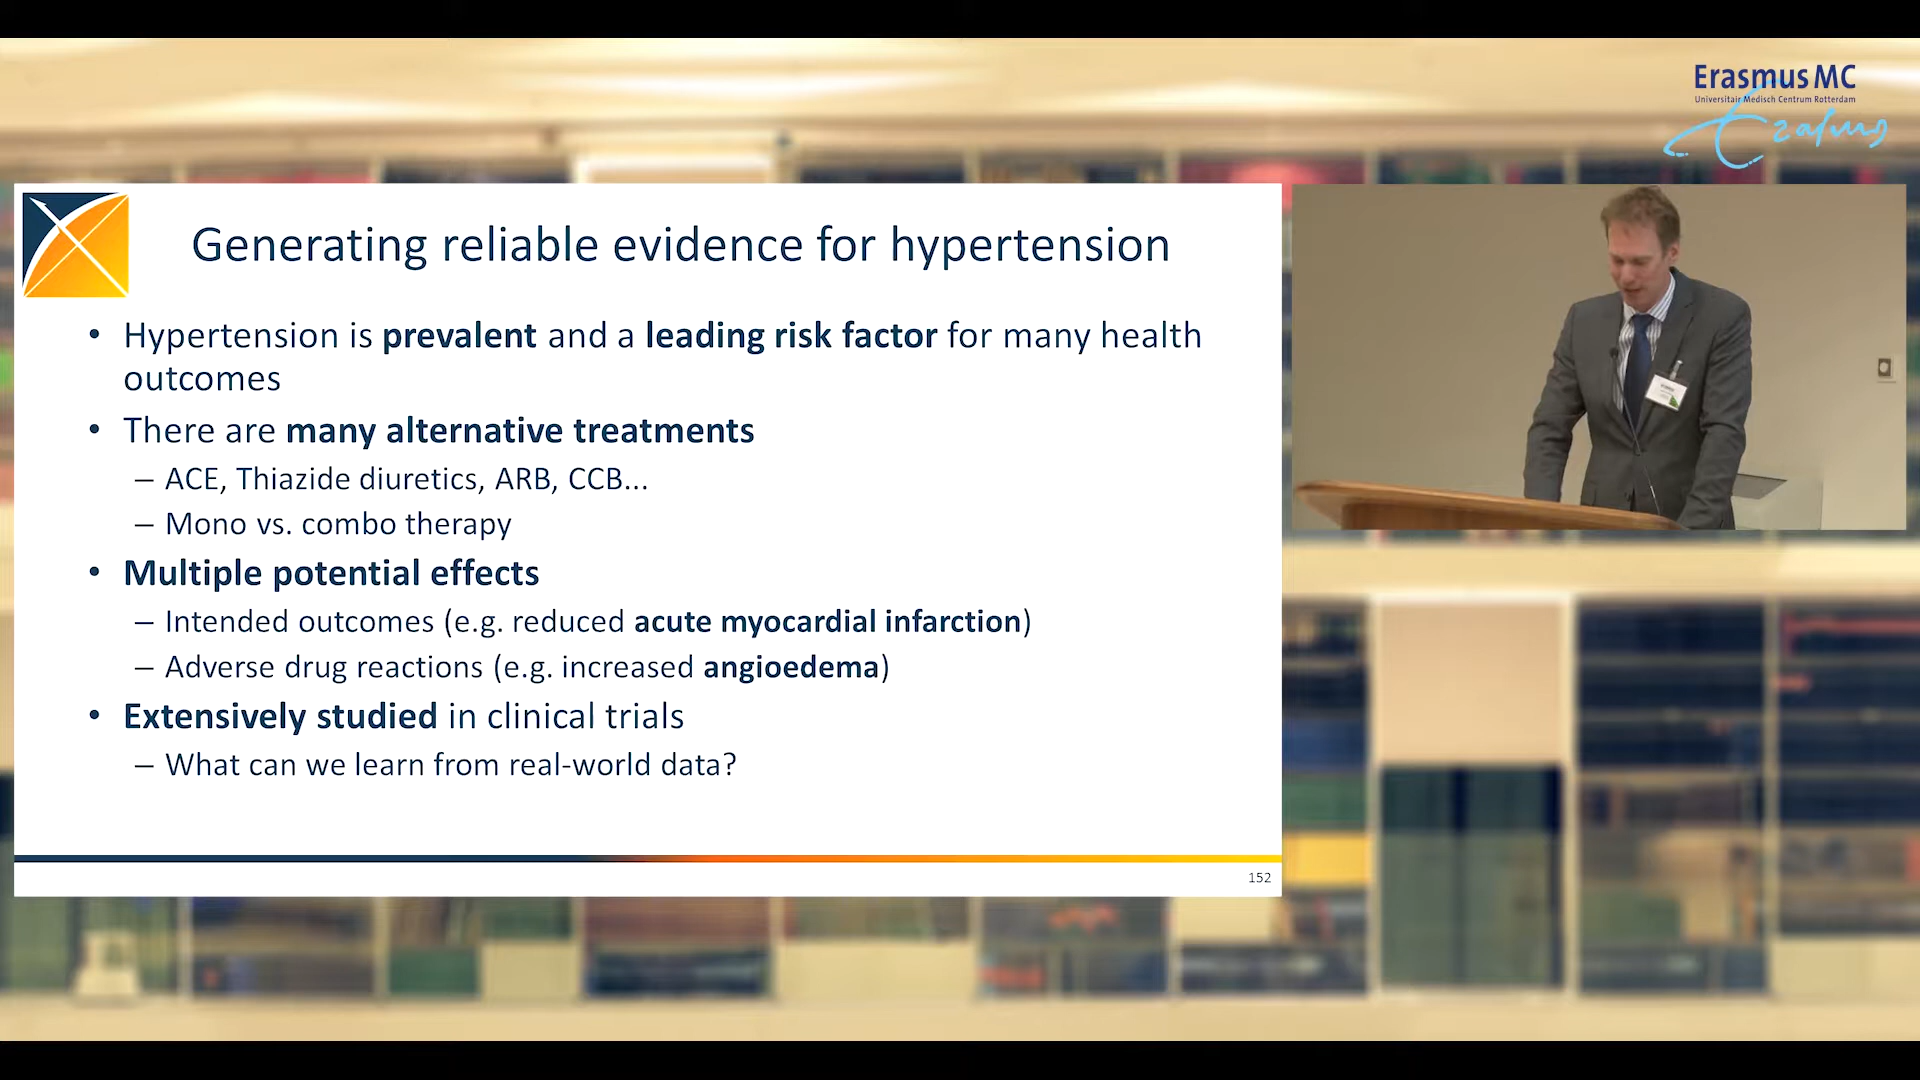 Erasmus MC
Universitair Medisch Centrum Rotterdam
Erasmus
Generating reliable evidence for hypertension
• Hypertension is prevalent and a leading risk factor for many health
outcomes
• There are many alternative treatments
– ACE, Thiazide diuretics, ARB, CCB...
– Mono vs. combo therapy
• Multiple potential effects
– Intended outcomes (e.g. reduced acute myocardial infarction)
– Adverse drug reactions (e.g. increased angioedema)
• Extensively studied in clinical trials
– What can we learn from real-world data?
152